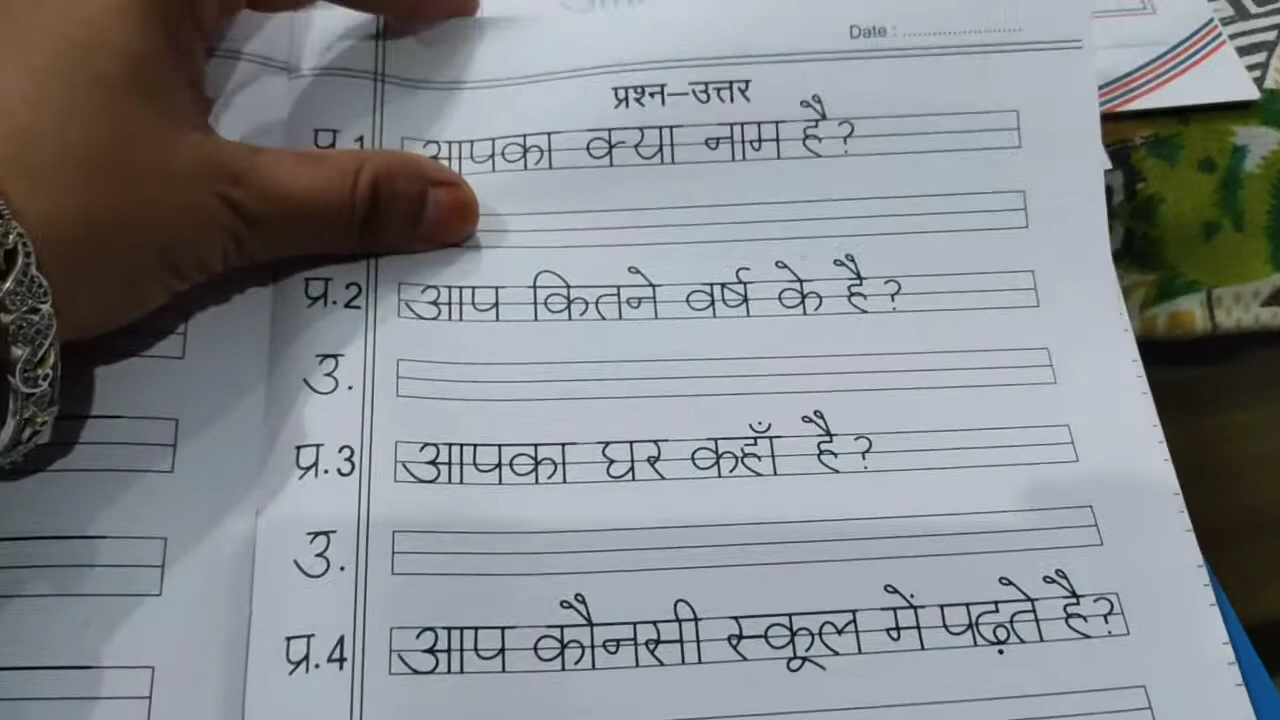 Date : ........................
प्रश्न–उत्तर
प्र.1 आपका क्या नाम है?
प्र.2 आप कितने वर्ष के है?
उ.
प्र.3 आपका घर कहाँ है?
उ.
प्र.4 आप कौनसी स्कूल में पढ़ते है?